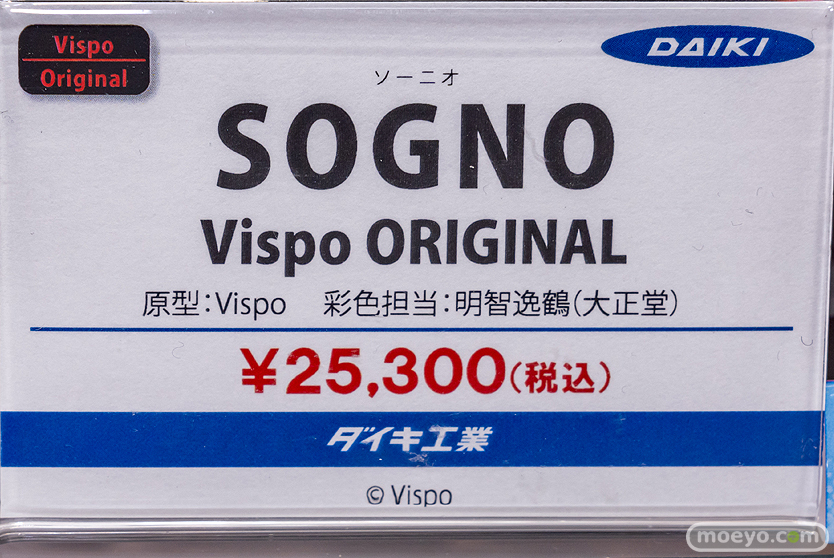 Vispo
Original
DAIKI
ソーニオ
SOGNO
Vispo ORIGINAL
原型：Vispo　彩色担当：明智逸鶴（大正堂）
¥25,300（税込）
ダイキ工業
© Vispo
moeyo.com